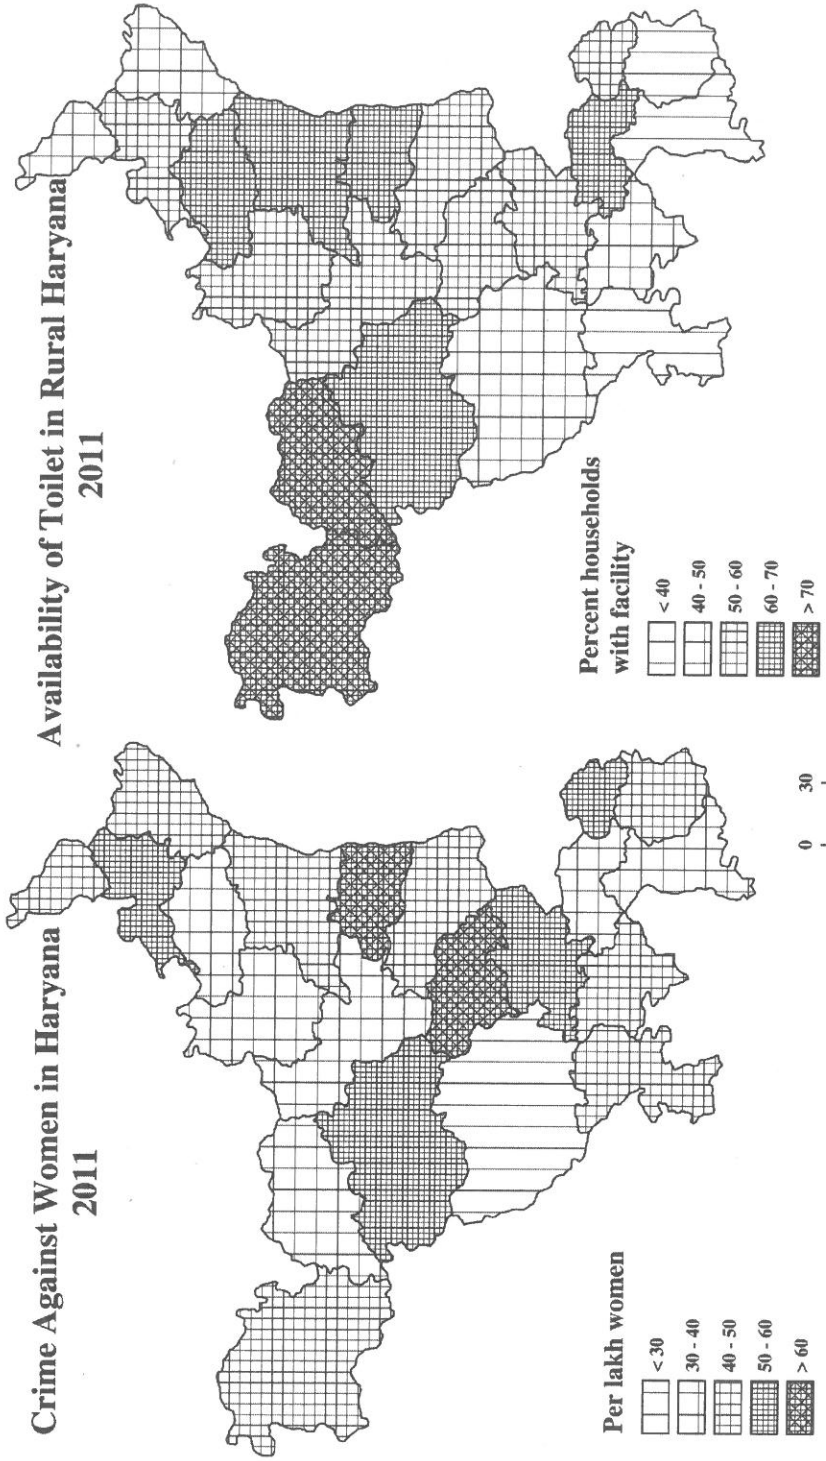 Crime Against Women in Haryana
2011
Per lakh women
< 30
30 - 40
40 - 50
50 - 60
> 60
0 30
Availability of Toilet in Rural Haryana
2011
Percent households
with facility
< 40
40 - 50
50 - 60
60 - 70
> 70